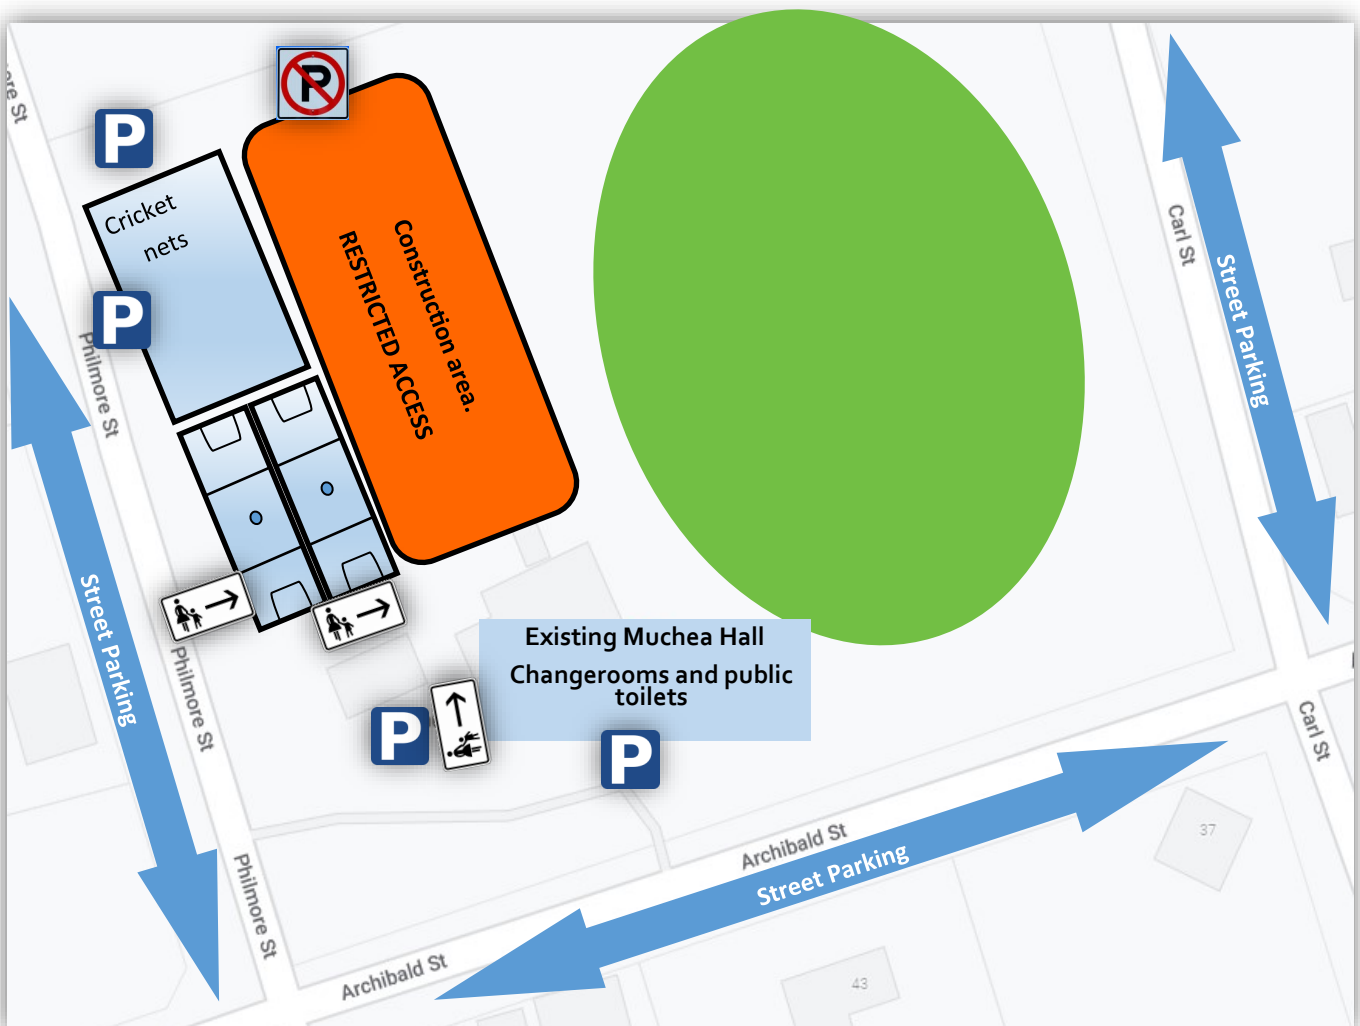 ore St
P
P
Cricket
nets
P
Construction area.
RESTRICTED ACCESS
Carl St
Street Parking
Philmore St
Street Parking
Philmore St
Existing Muchea Hall
Changerooms and public
toilets
P
P
Carl St
Philmore St
Archibald St
Street Parking
37
Archibald St
43